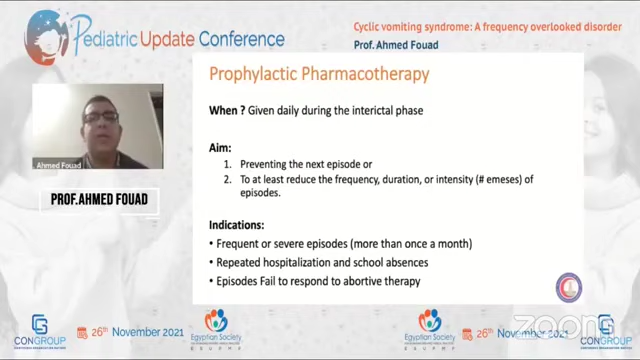 Pediatric Update Conference
Cyclic vomiting syndrome: A frequency overlooked disorder
Prof. Ahmed Fouad
Prophylactic Pharmacotherapy
When ? Given daily during the interictal phase
Aim:
1. Preventing the next episode or
2. To at least reduce the frequency, duration, or intensity (# emeses) of
episodes.
Indications:
• Frequent or severe episodes (more than once a month)
• Repeated hospitalization and school absences
• Episodes Fail to respond to abortive therapy
Ahmed Fouad
PROF.AHMED FOUAD
CONGROUP
26th November 2021
Egyptian Society
Egyptian Society
26th November 2021
CONGROUP
zoom